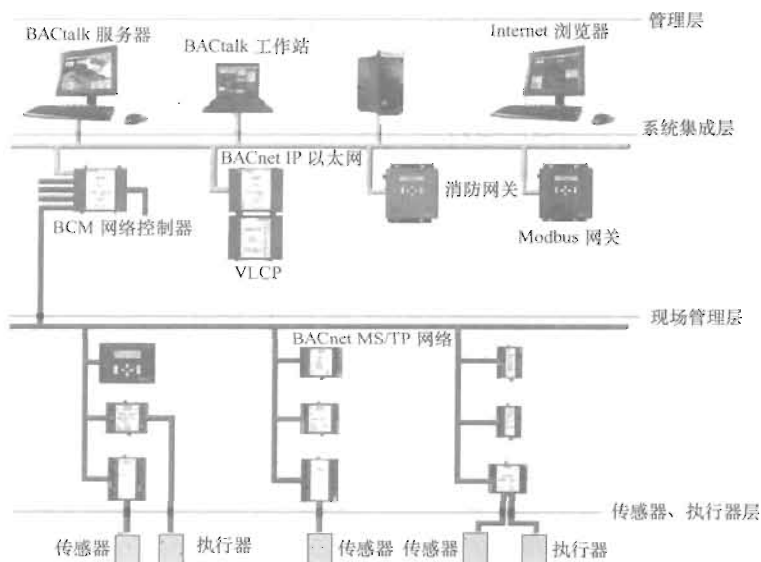 管理层
BACtalk 服务器
BACtalk 工作站
Internet 浏览器
系统集成层
BACnet IP 以太网
消防网关
BCM 网络控制器
Modbus 网关
VLCP
现场管理层
BACnet MS/TP 网络
传感器、执行器层
传感器
执行器
传感器
传感器
执行器